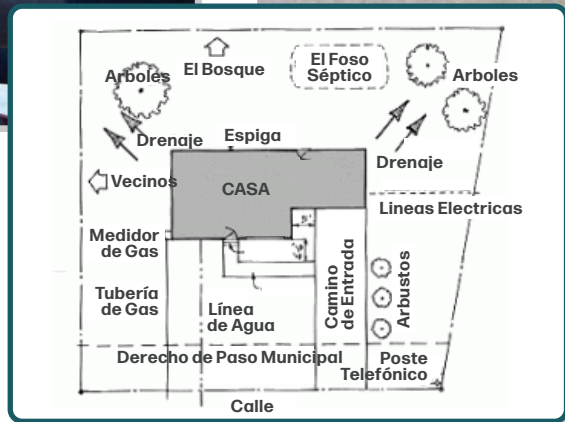 El Bosque
El Foso
Séptico
Arboles
Arboles
Drenaje
Espiga
Drenaje
Vecinos
CASA
Lineas Electricas
Medidor
de Gas
Tubería
de Gas
Línea
de Agua
Camino
de Entrada
Arbustos
Derecho de Paso Municipal
Poste
Telefónico
Calle